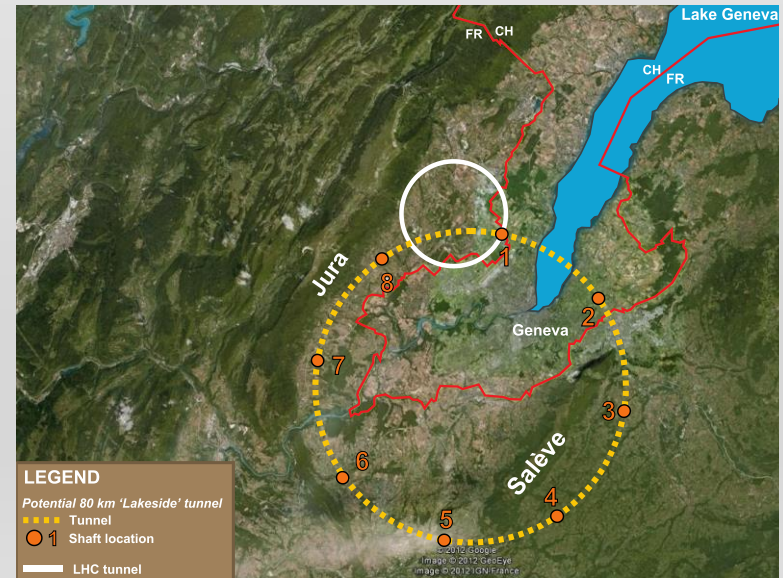 Lake Geneva
FR CH
CH
FR
1
Jura
8
2
Geneva
7
3
Salève
6
4
5
LEGEND
Potential 80 km ‘Lakeside’ tunnel
Tunnel
1 Shaft location
LHC tunnel
© 2012 Google
Image © 2012 GeoEye
Image © 2012 IGN-France